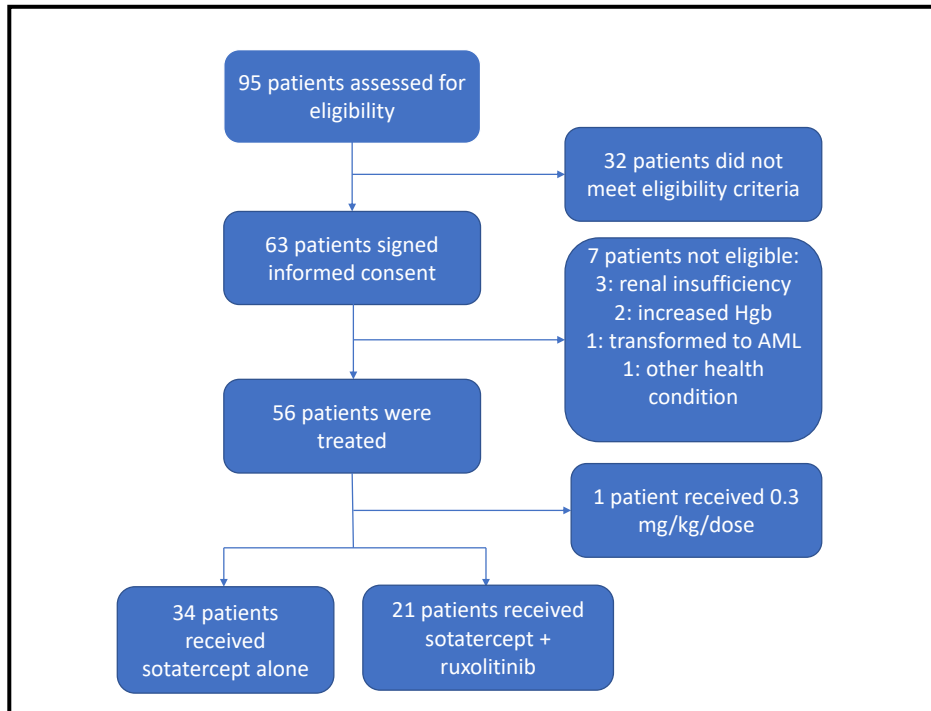 95 patients assessed for
eligibility
32 patients did not
meet eligibility criteria
63 patients signed
informed consent
7 patients not eligible:
3: renal insufficiency
2: increased Hgb
1: transformed to AML
1: other health
condition
56 patients were
treated
1 patient received 0.3
mg/kg/dose
34 patients
received
sotatercept alone
21 patients received
sotatercept +
ruxolitinib